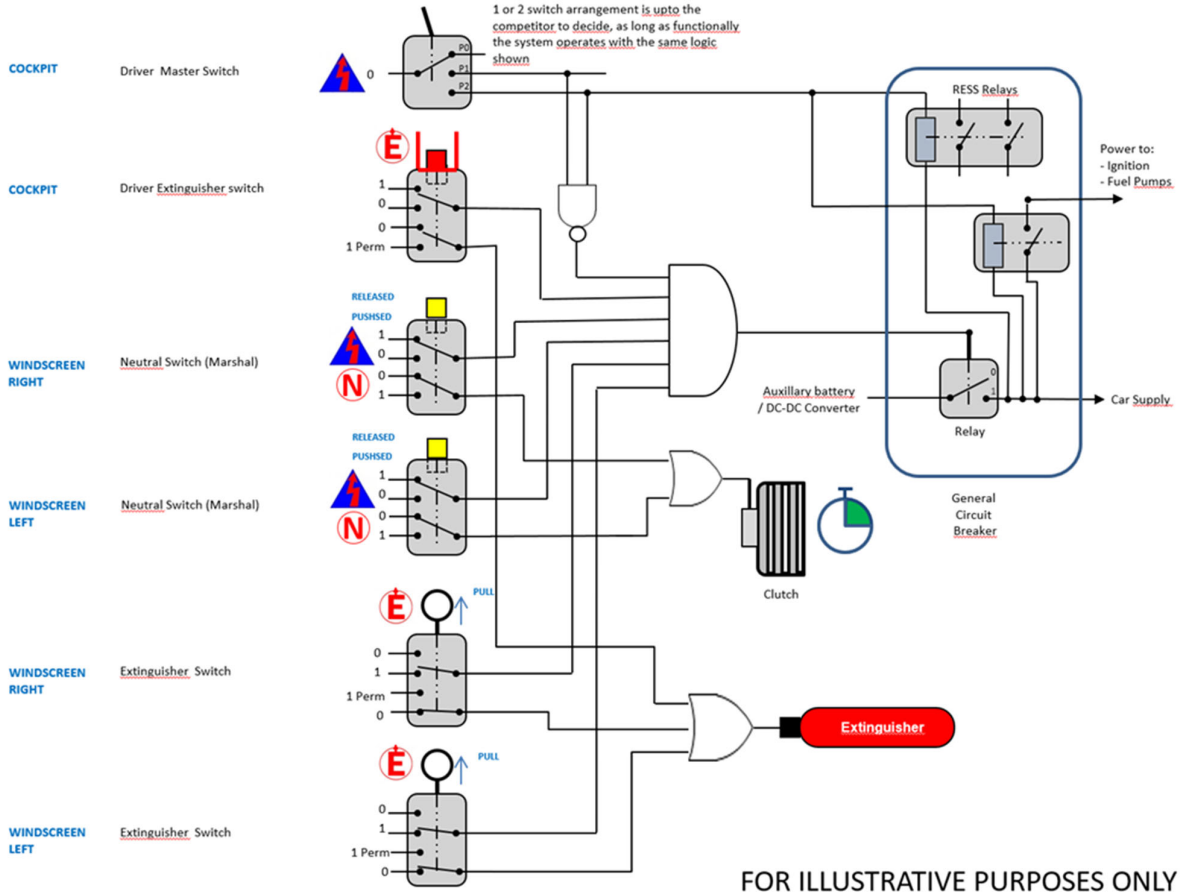 1 or 2 switch arrangement is upto the
competitor to decide, as long as functionally
the system operates with the same logic
shown
COCKPIT
Driver Master Switch
0
P0
P1
P2
RESS Relays
Power to:
- Ignition
- Fuel Pumps
E
COCKPIT
Driver Extinguisher switch
1
0
0
1 Perm
RELEASED
PUSHSED
WINDSCREEN
RIGHT
Neutral Switch (Marshal)
N
1
0
0
1
Auxillary battery
/ DC-DC Converter
0
1
Relay
Car Supply
General
Circuit
Breaker
RELEASED
PUSHSED
WINDSCREEN
LEFT
Neutral Switch (Marshal)
N
1
0
0
1
Clutch
E
PULL
WINDSCREEN
RIGHT
Extinguisher Switch
0
1
1 Perm
0
Extinguisher
E
PULL
WINDSCREEN
LEFT
Extinguisher Switch
0
1
1 Perm
0
FOR ILLUSTRATIVE PURPOSES ONLY